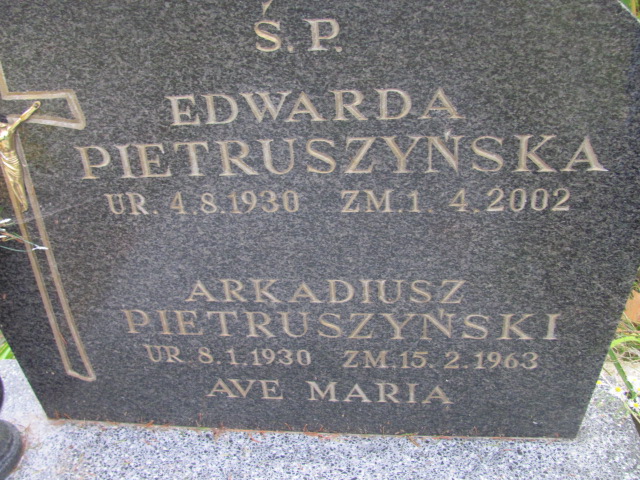 Ś.P.
EDWARDA
PIETRUSZYŃSKA
UR. 4.8.1930 ZM.1. 4.2002
ARKADIUSZ
PIETRUSZYŃSKI
UR. 8.1.1930 ZM.15. 2.1963
AVE MARIA